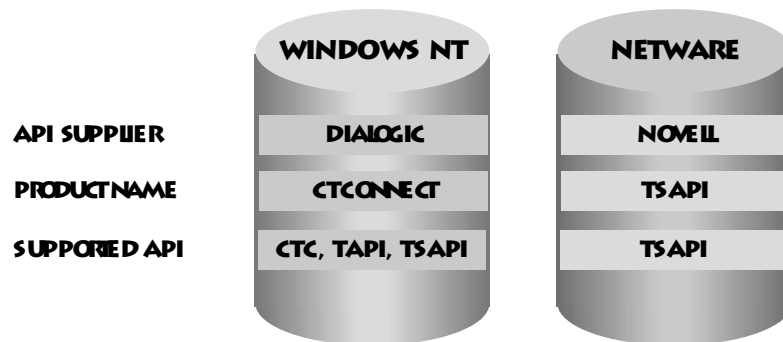 WINDOWS NT NETWARE
API SUPPLIER DIALOGIC NOVELL
PRODUCT NAME CTCONNECT TSAPI
SUPPORTED API CTC, TAPI, TSAPI TSAPI